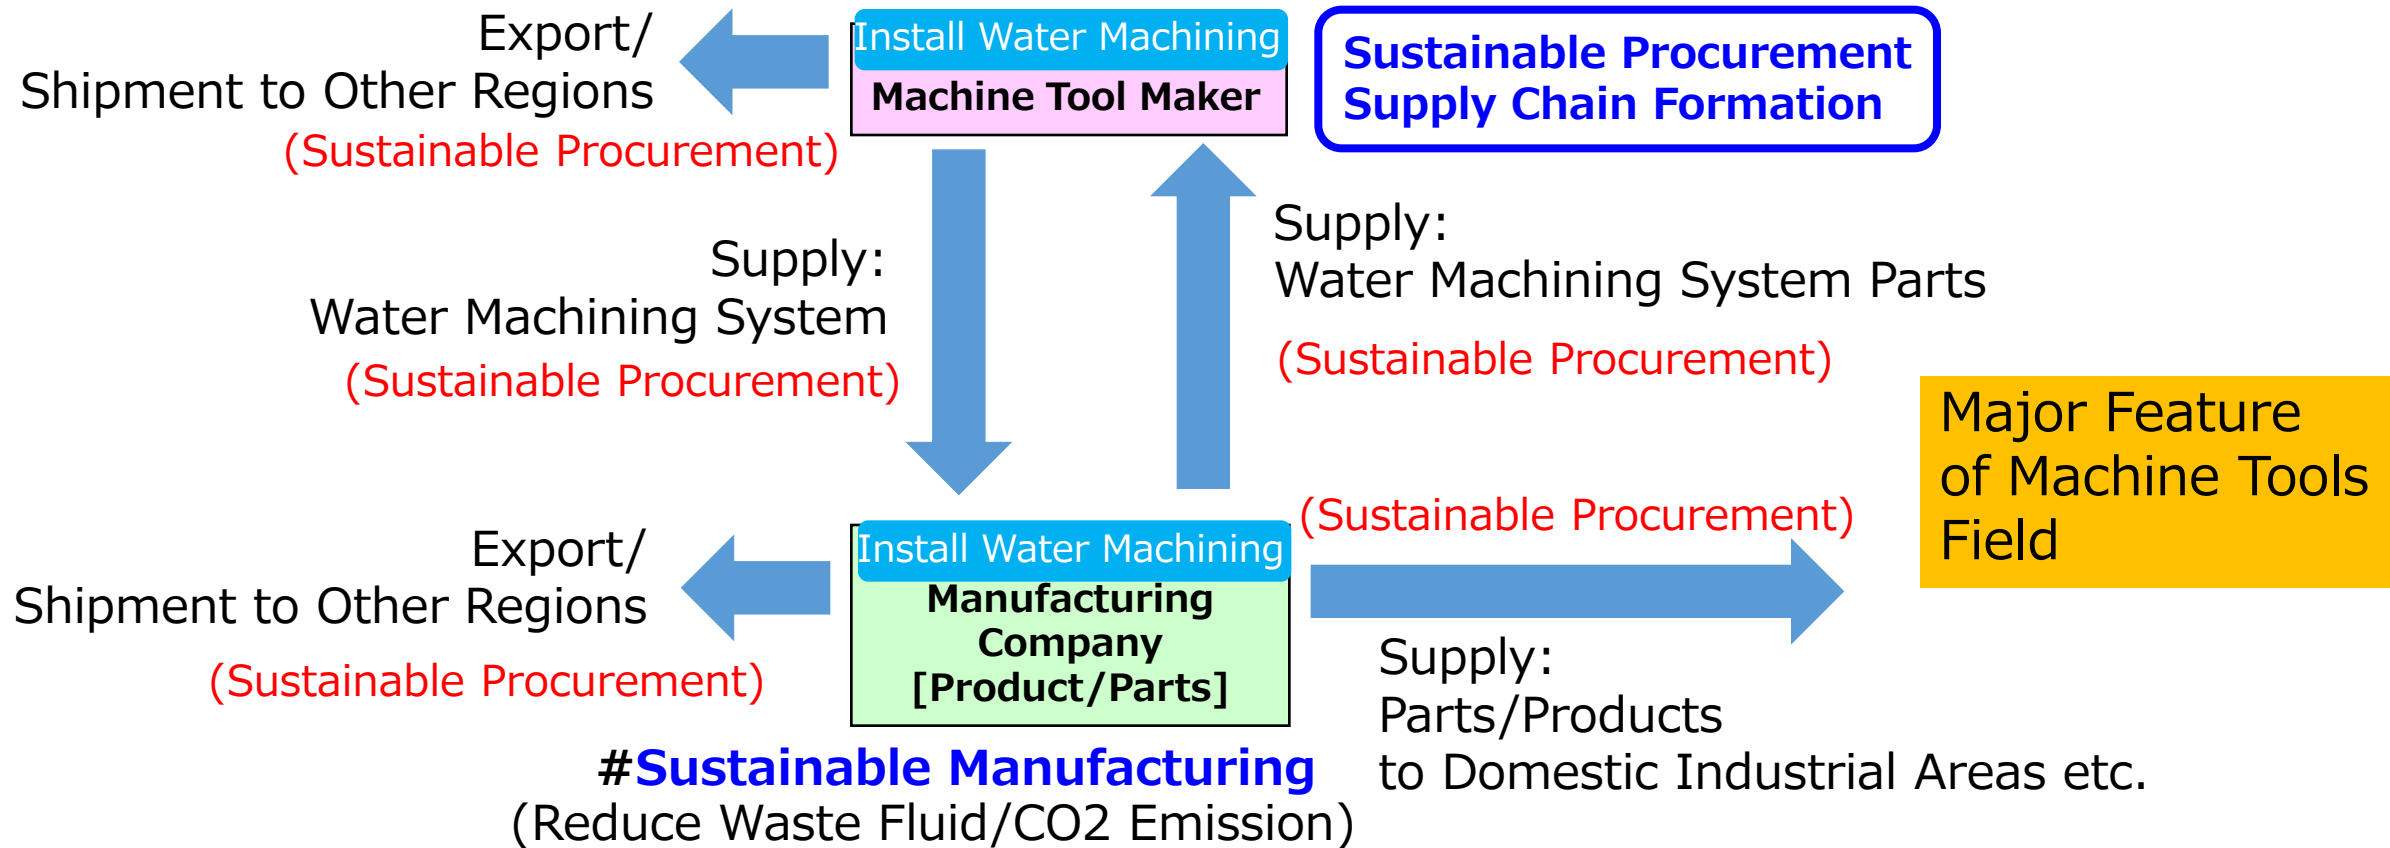 Export/
Shipment to Other Regions
(Sustainable Procurement)
Install Water Machining
Machine Tool Maker
Sustainable Procurement
Supply Chain Formation
Supply:
Water Machining System
(Sustainable Procurement)
Supply:
Water Machining System Parts
(Sustainable Procurement)
Major Feature
of Machine Tools
Field
Export/
Shipment to Other Regions
(Sustainable Procurement)
Install Water Machining
Manufacturing
Company
[Product/Parts]
(Sustainable Procurement)
Supply:
Parts/Products
to Domestic Industrial Areas etc.
#Sustainable Manufacturing
(Reduce Waste Fluid/CO2 Emission)